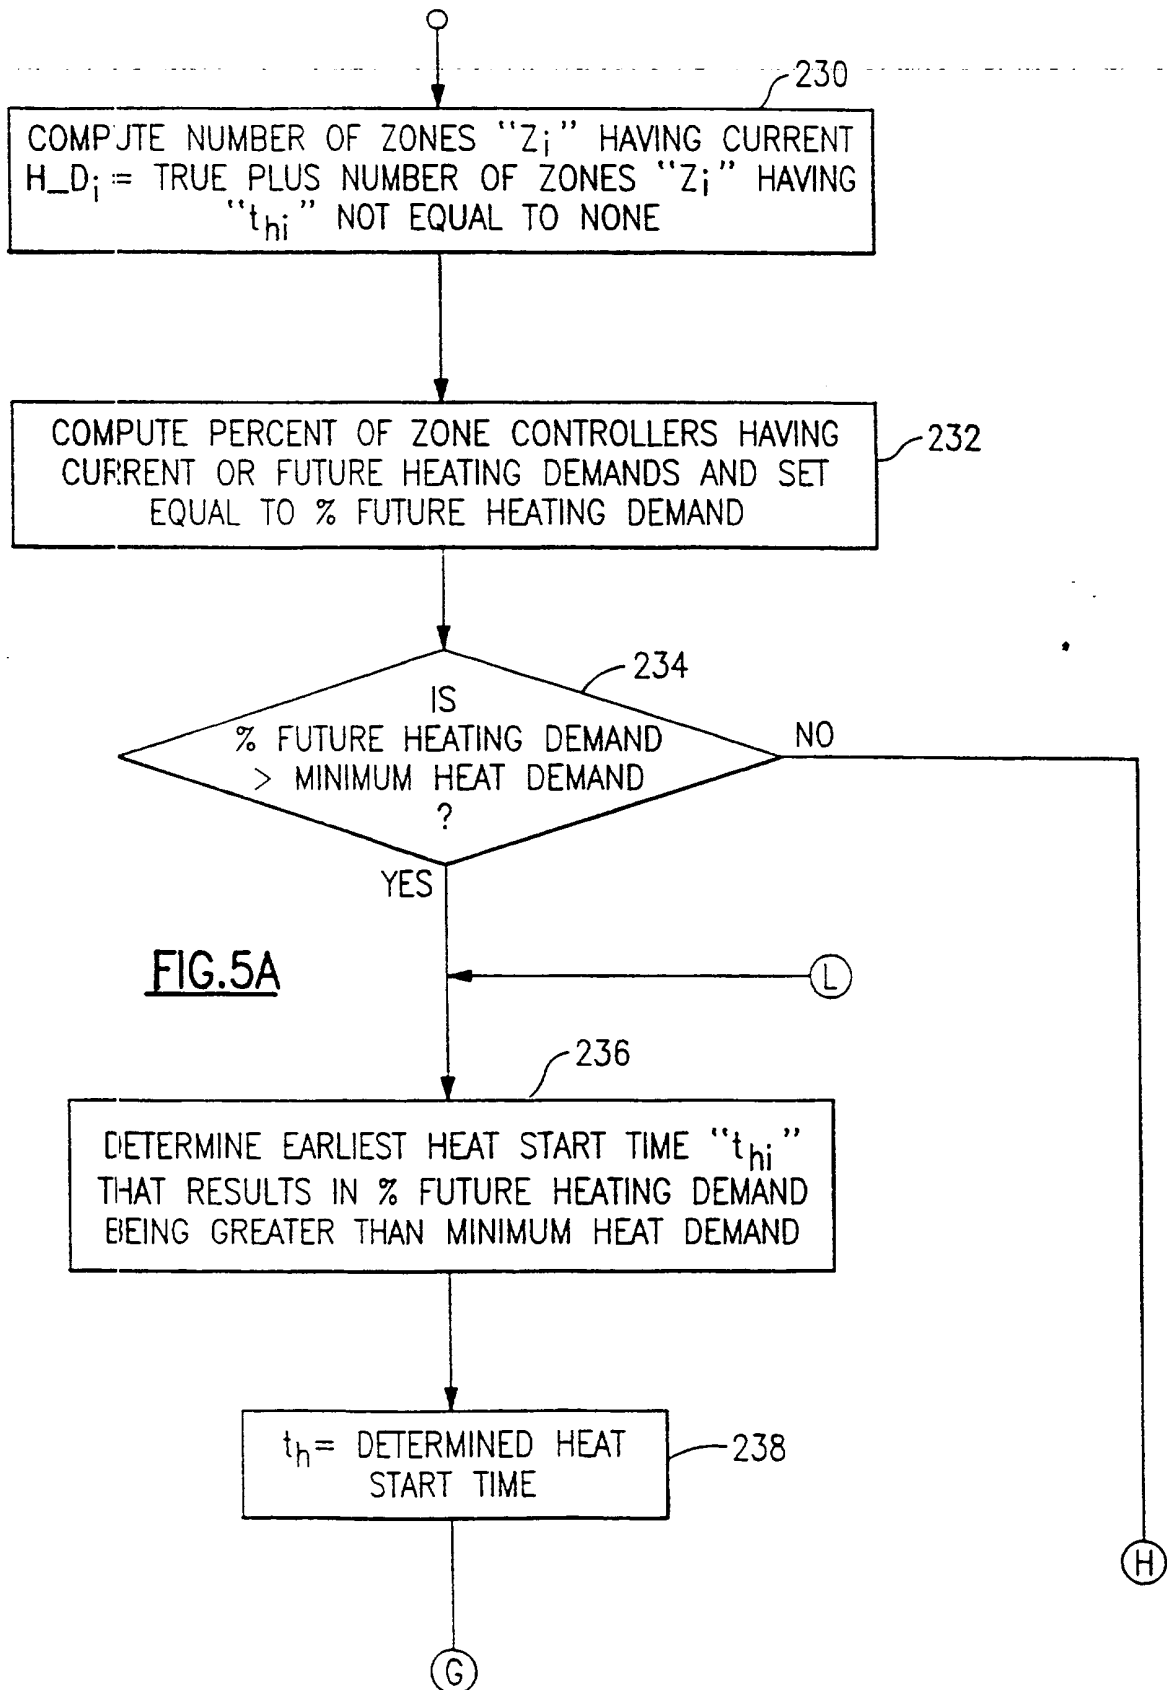 230
COMPUTE NUMBER OF ZONES "Zi" HAVING CURRENT
H_Di = TRUE PLUS NUMBER OF ZONES "Zi" HAVING
"thi" NOT EQUAL TO NONE
COMPUTE PERCENT OF ZONE CONTROLLERS HAVING
CURRENT OR FUTURE HEATING DEMANDS AND SET
EQUAL TO % FUTURE HEATING DEMAND
232
234
IS
% FUTURE HEATING DEMAND
> MINIMUM HEAT DEMAND
?
NO
YES
FIG.5A
L
236
DETERMINE EARLIEST HEAT START TIME "thi"
THAT RESULTS IN % FUTURE HEATING DEMAND
BEING GREATER THAN MINIMUM HEAT DEMAND
th= DETERMINED HEAT
START TIME
238
H
G